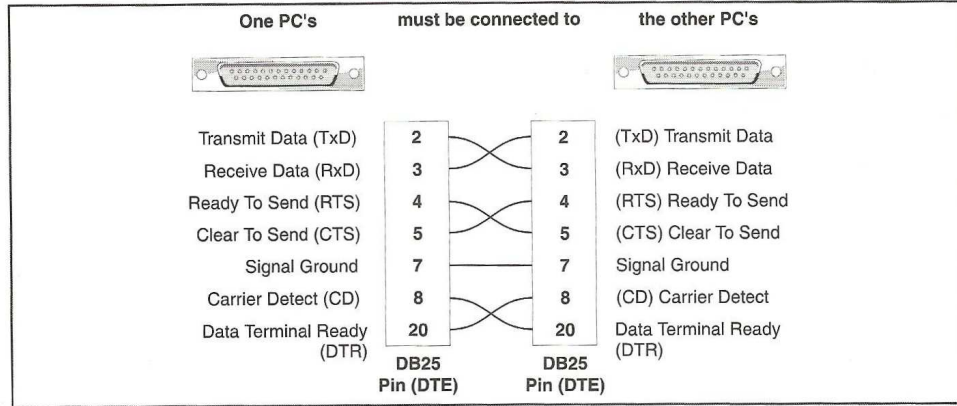 One PC's must be connected to the other PC's
Transmit Data (TxD) 2 2 (TxD) Transmit Data
Receive Data (RxD) 3 3 (RxD) Receive Data
Ready To Send (RTS) 4 4 (RTS) Ready To Send
Clear To Send (CTS) 5 5 (CTS) Clear To Send
Signal Ground 7 7 Signal Ground
Carrier Detect (CD) 8 8 (CD) Carrier Detect
Data Terminal Ready 20 20 Data Terminal Ready
(DTR) (DTR)
DB25 DB25
Pin (DTE) Pin (DTE)